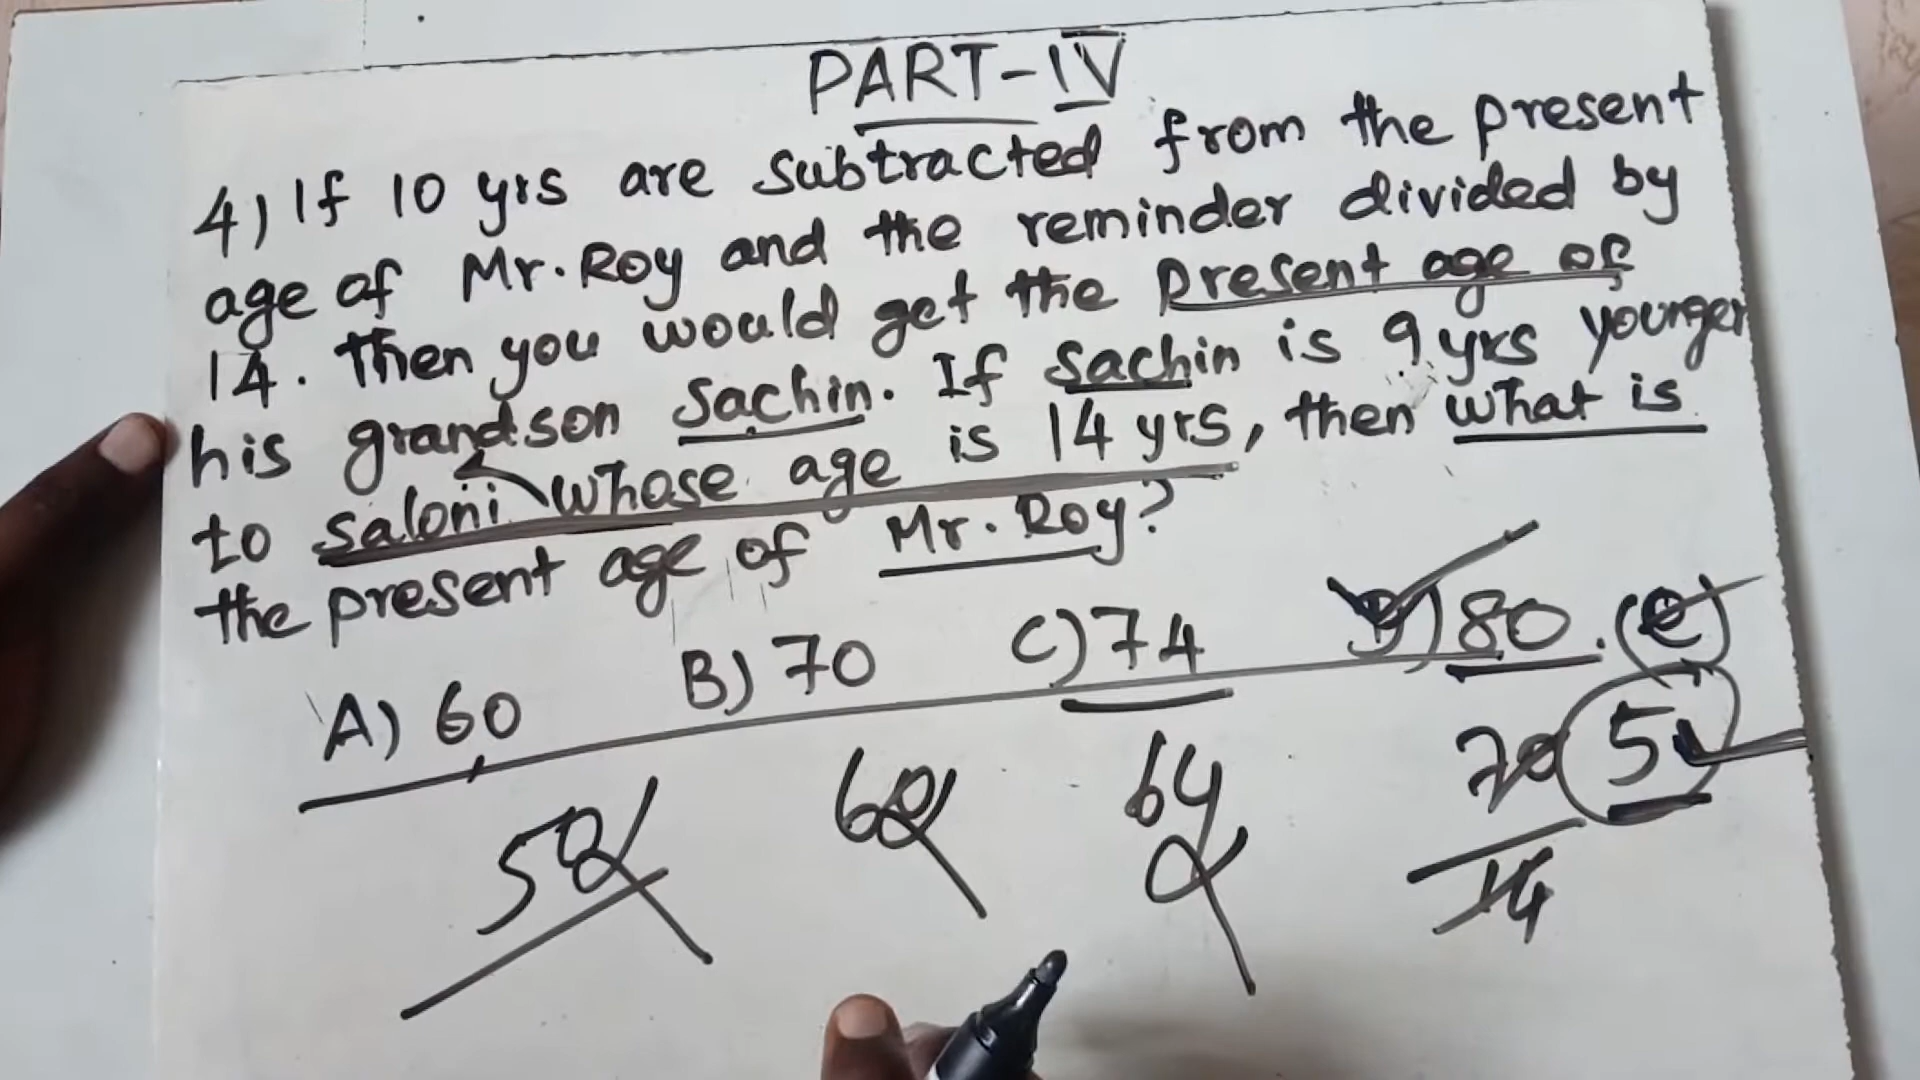 PART-IV
4) If 10 yrs are subtracted from the present
age of Mr. Roy and the reminder divided by
14. Then you would get the present age of
his grandson Sachin. If Sachin is 9 yrs younger
to saloni whose age is 14 yrs, then what is
the present age of Mr. Roy?
A) 60 B) 70 C) 74 D) 80. (e)
50 60 64 70 5
14